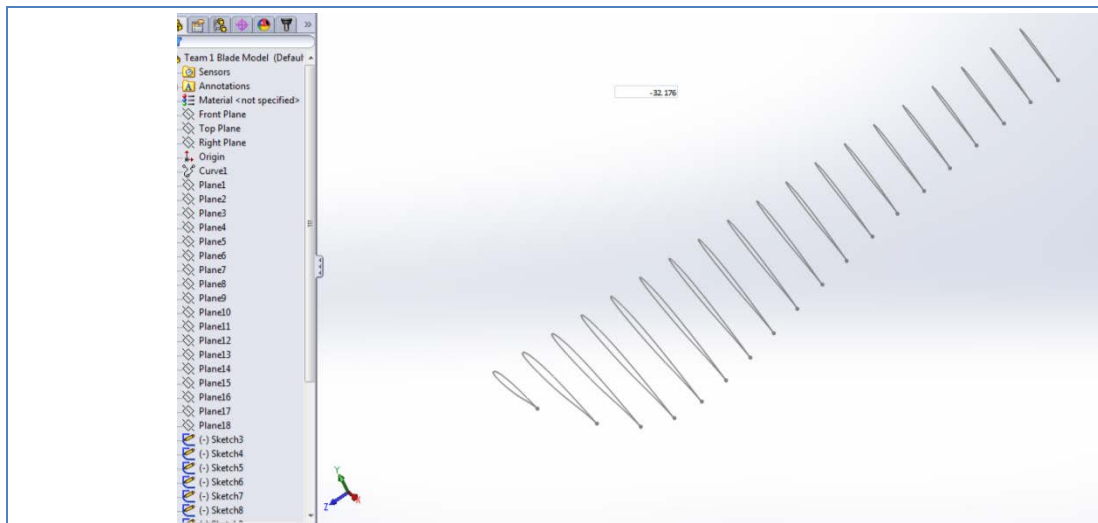 »
Team 1 Blade Model (Defaul
Sensors
A Annotations
Material <not specified>
Front Plane
Top Plane
Right Plane
Origin
Curve1
Plane1
Plane2
Plane3
Plane4
Plane5
Plane6
Plane7
Plane8
Plane9
Plane10
Plane11
Plane12
Plane13
Plane14
Plane15
Plane16
Plane17
Plane18
(-) Sketch3
(-) Sketch4
(-) Sketch5
(-) Sketch6
(-) Sketch7
(-) Sketch8
-32.176
Y
Z
X